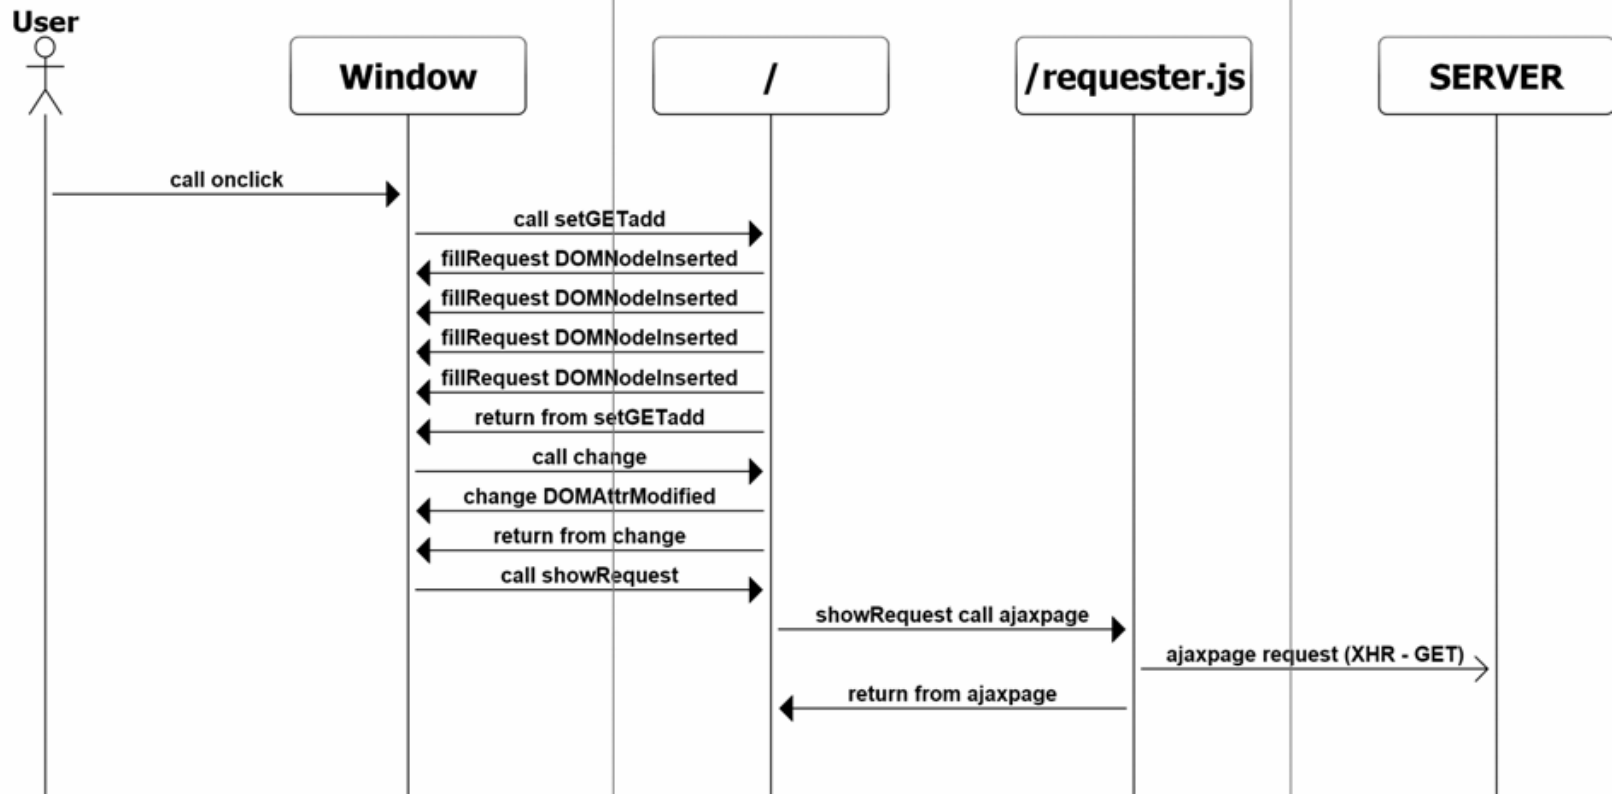 User
Window
/
/requester.js
SERVER
call onclick
call setGETadd
fillRequest DOMNodeInserted
fillRequest DOMNodeInserted
fillRequest DOMNodeInserted
fillRequest DOMNodeInserted
return from setGETadd
call change
change DOMAttrModified
return from change
call showRequest
showRequest call ajaxpage
ajaxpage request (XHR - GET)
return from ajaxpage